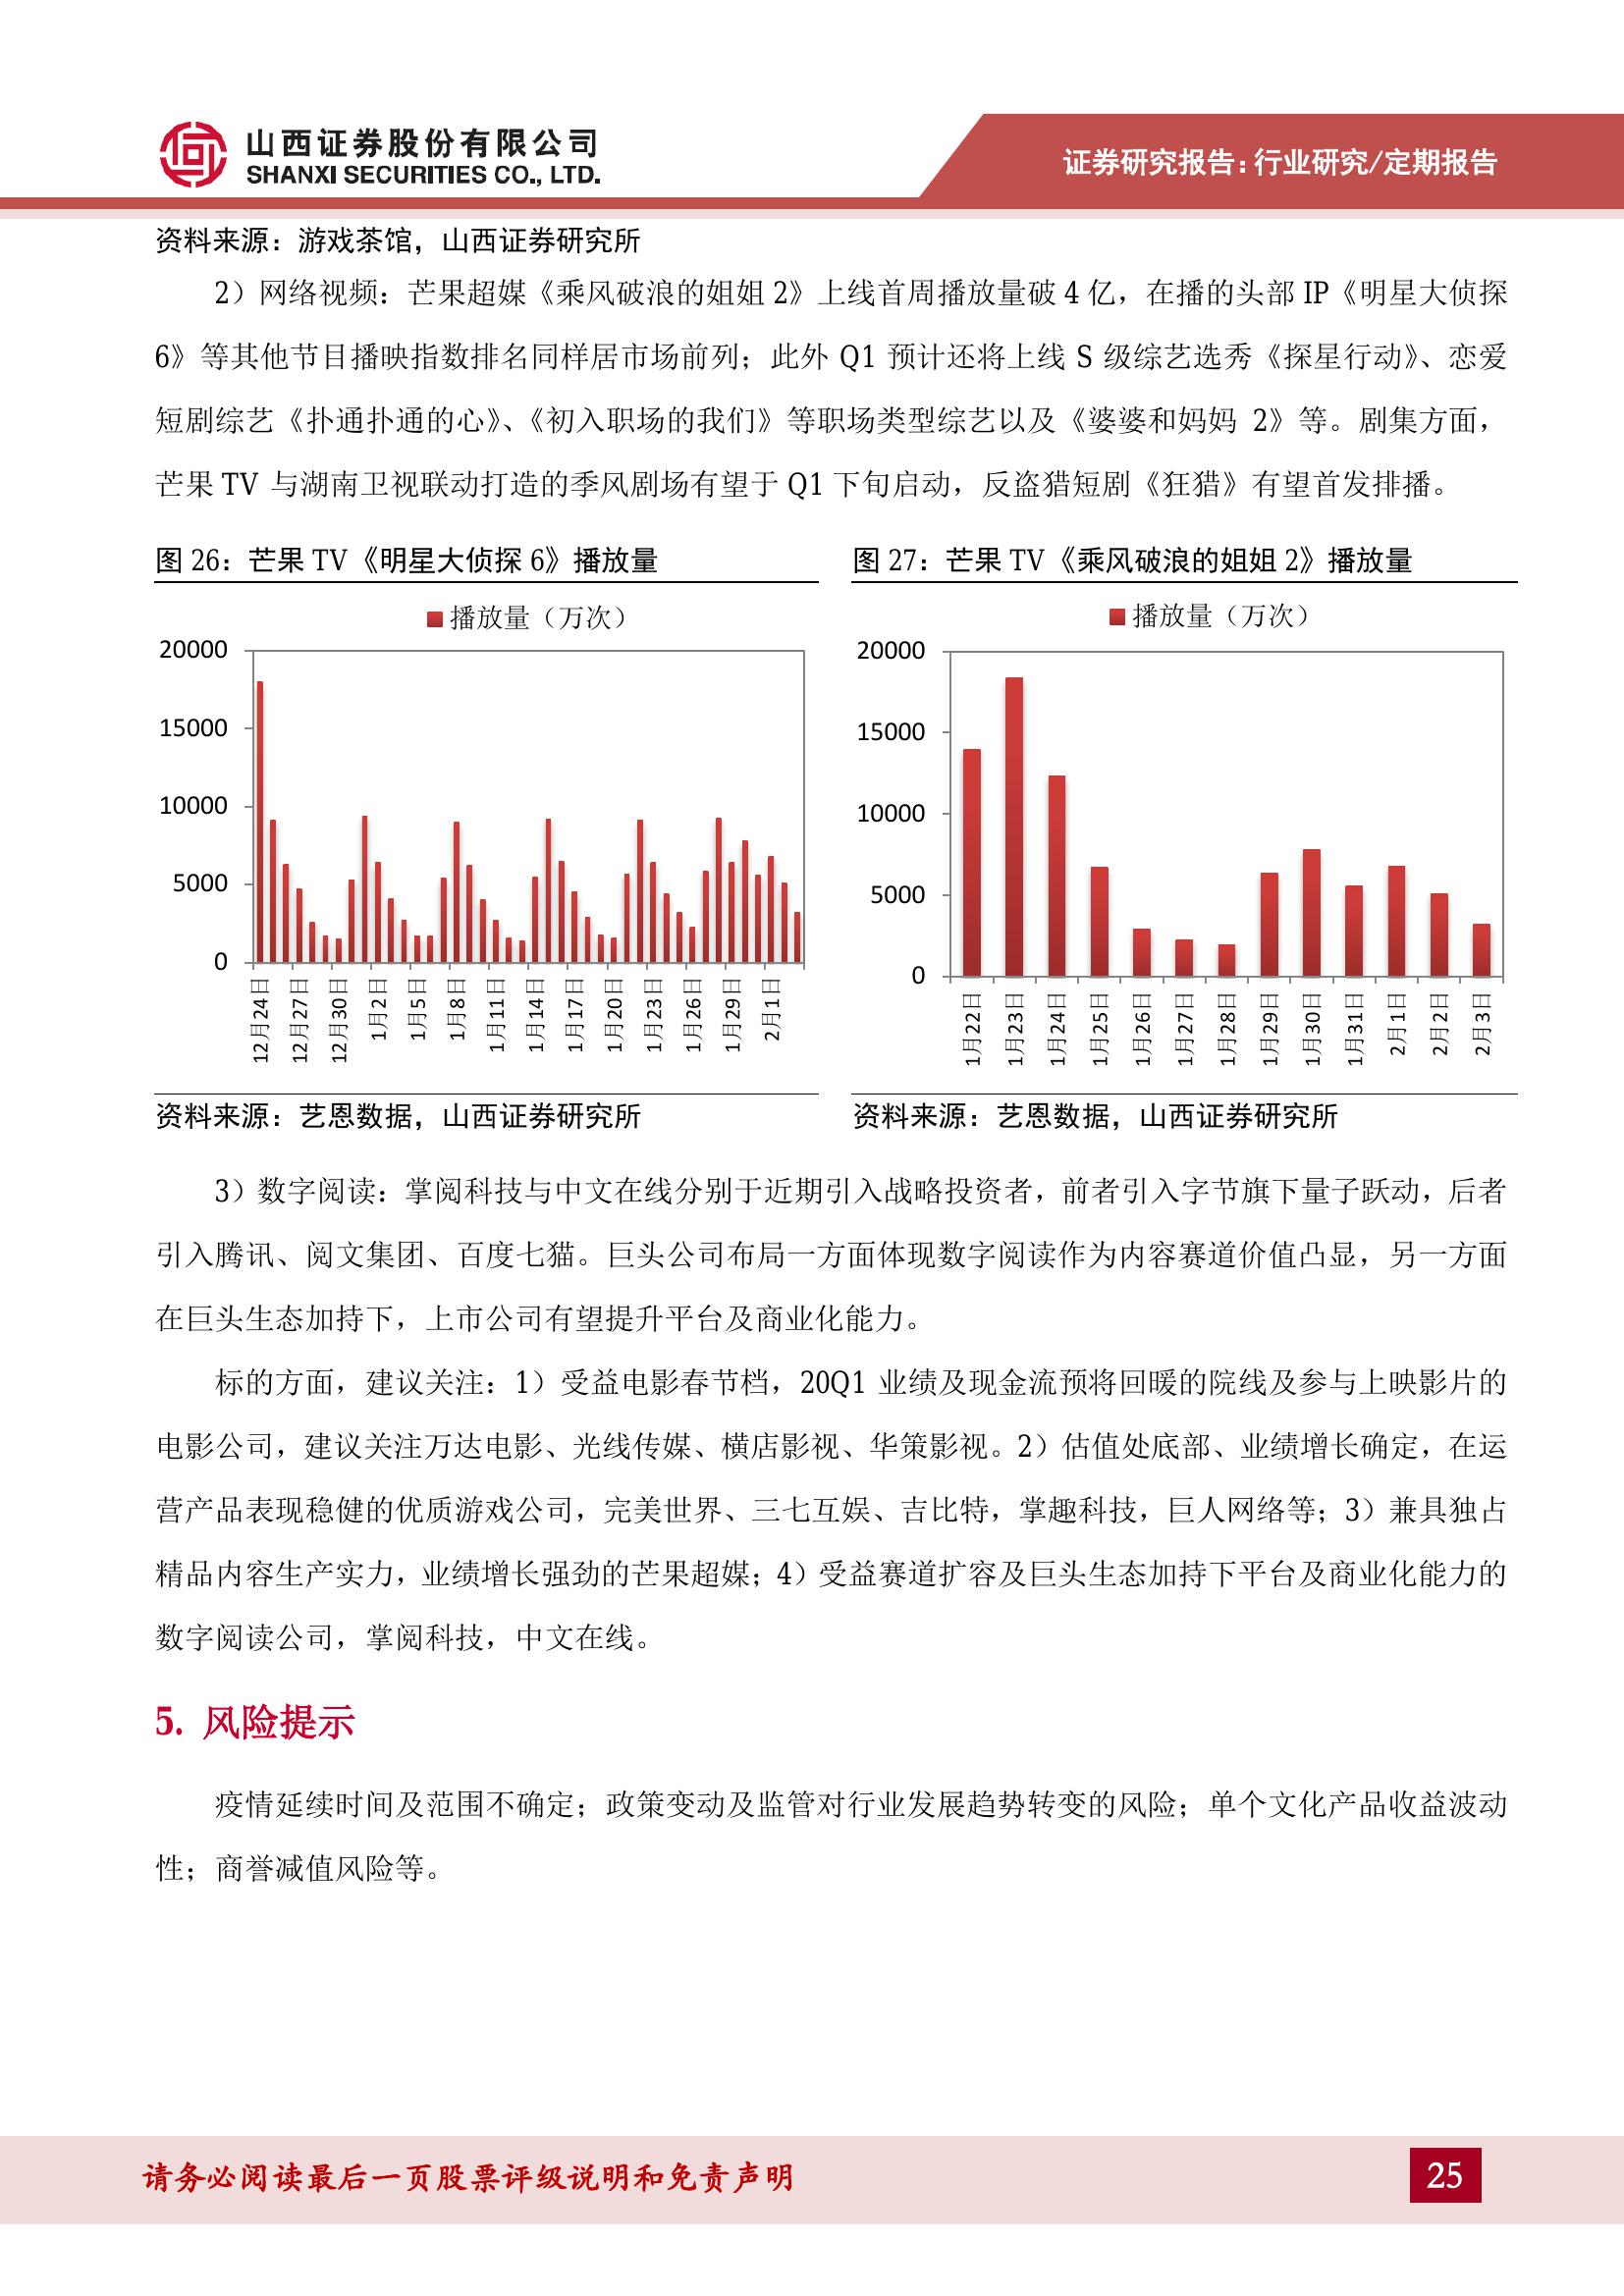 山西证券股份有限公司
SHANXI SECURITIES CO., LTD.
证券研究报告：行业研究/定期报告
资料来源：游戏茶馆，山西证券研究所
2）网络视频：芒果超媒《乘风破浪的姐姐 2》上线首周播放量破 4 亿，在播的头部 IP《明星大侦探
6》等其他节目播映指数排名同样居市场前列；此外 Q1 预计还将上线 S 级综艺选秀《探星行动》、恋爱
短剧综艺《扑通扑通的心》、《初入职场的我们》等职场类型综艺以及《婆婆和妈妈 2》等。剧集方面，
芒果 TV 与湖南卫视联动打造的季风剧场有望于 Q1 下旬启动，反盗猎短剧《狂猎》有望首发排播。
图 26：芒果 TV《明星大侦探 6》播放量
播放量（万次）
20000
15000
10000
5000
0
12月24日
12月27日
12月30日
1月2日
1月5日
1月8日
1月11日
1月14日
1月17日
1月20日
1月23日
1月26日
1月29日
2月1日
资料来源：艺恩数据，山西证券研究所
图 27：芒果 TV《乘风破浪的姐姐 2》播放量
播放量（万次）
20000
15000
10000
5000
0
1月22日
1月23日
1月24日
1月25日
1月26日
1月27日
1月28日
1月29日
1月30日
1月31日
2月1日
2月2日
2月3日
资料来源：艺恩数据，山西证券研究所
3）数字阅读：掌阅科技与中文在线分别于近期引入战略投资者，前者引入字节旗下量子跃动，后者
引入腾讯、阅文集团、百度七猫。巨头公司布局一方面体现数字阅读作为内容赛道价值凸显，另一方面
在巨头生态加持下，上市公司有望提升平台及商业化能力。
标的方面，建议关注：1）受益电影春节档，20Q1 业绩及现金流预将回暖的院线及参与上映影片的
电影公司，建议关注万达电影、光线传媒、横店影视、华策影视。2）估值处底部、业绩增长确定，在运
营产品表现稳健的优质游戏公司，完美世界、三七互娱、吉比特，掌趣科技，巨人网络等；3）兼具独占
精品内容生产实力，业绩增长强劲的芒果超媒；4）受益赛道扩容及巨头生态加持下平台及商业化能力的
数字阅读公司，掌阅科技，中文在线。
5. 风险提示
疫情延续时间及范围不确定；政策变动及监管对行业发展趋势转变的风险；单个文化产品收益波动
性；商誉减值风险等。
请务必阅读最后一页股票评级说明和免责声明
25